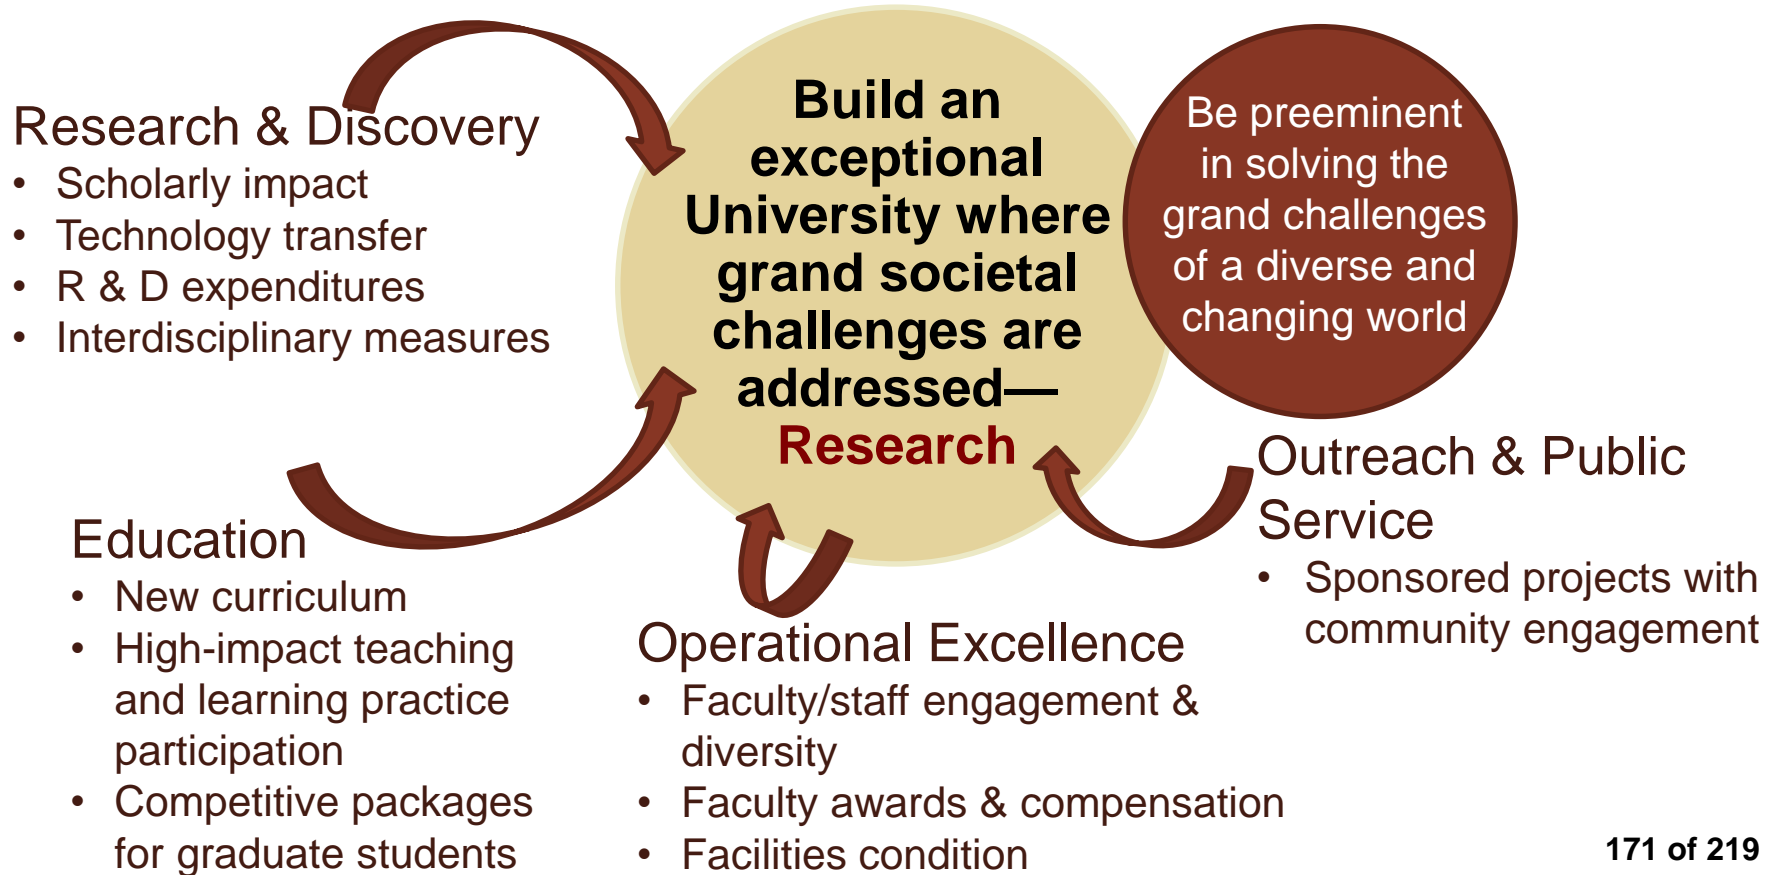 Research & Discovery
• Scholarly impact
• Technology transfer
• R & D expenditures
• Interdisciplinary measures
Build an
exceptional
University where
grand societal
challenges are
addressed—
Research
Be preeminent
in solving the
grand challenges
of a diverse and
changing world
Education
• New curriculum
• High-impact teaching
and learning practice
participation
• Competitive packages
for graduate students
Operational Excellence
• Faculty/staff engagement &
diversity
• Faculty awards & compensation
• Facilities condition
Outreach & Public
Service
• Sponsored projects with
community engagement
171 of 219